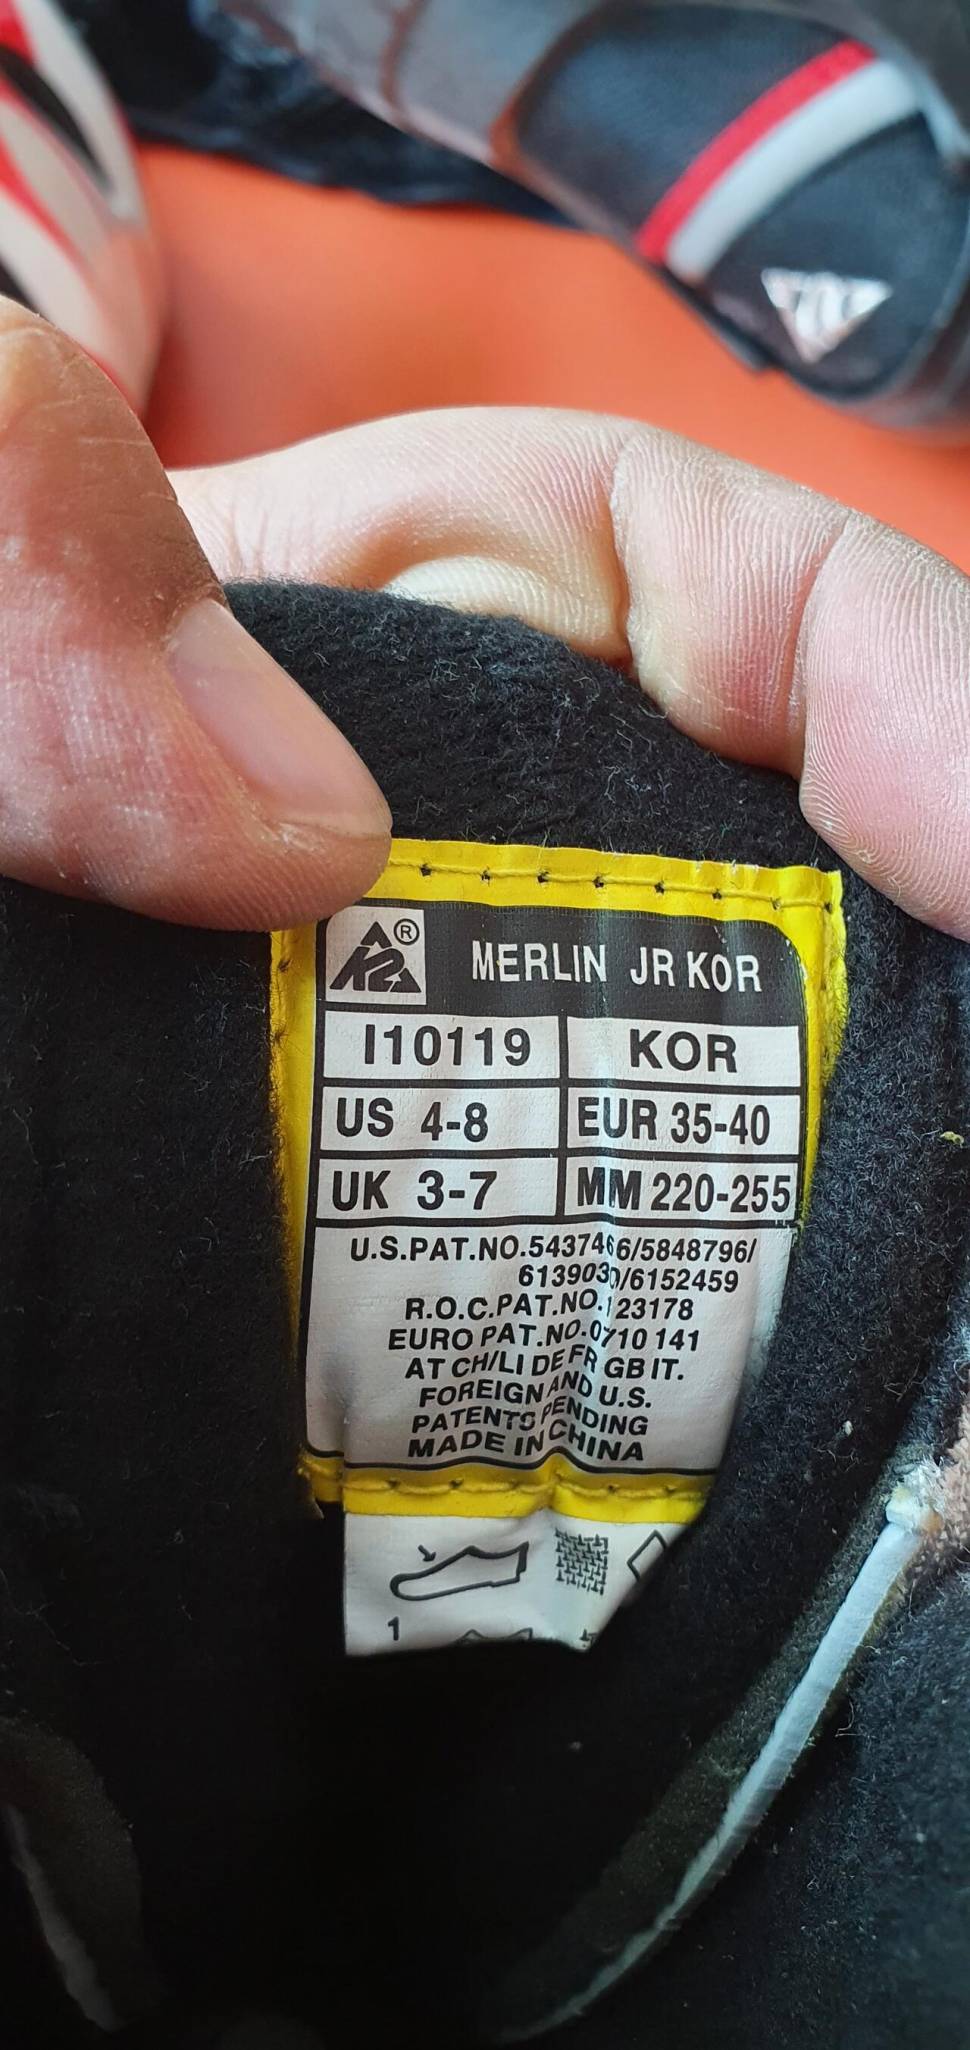 K2 ® MERLIN JR KOR
I10119 KOR
US 4-8 EUR 35-40
UK 3-7 MM 220-255
U.S.PAT.NO.5437466/5848796/
6139030/6152459
R.O.C.PAT.NO.123178
EURO PAT.NO.0710 141
AT CH/LI DE FR GB IT.
FOREIGN AND U.S.
PATENTS PENDING
MADE IN CHINA
1